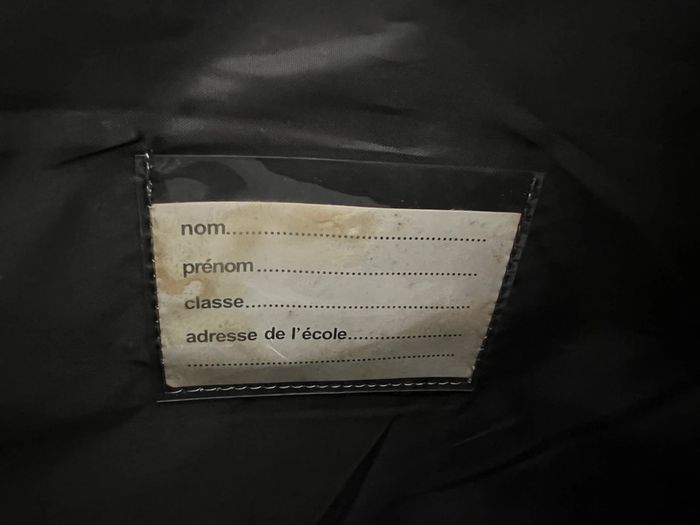 nom
prénom
classe
adresse de l'école